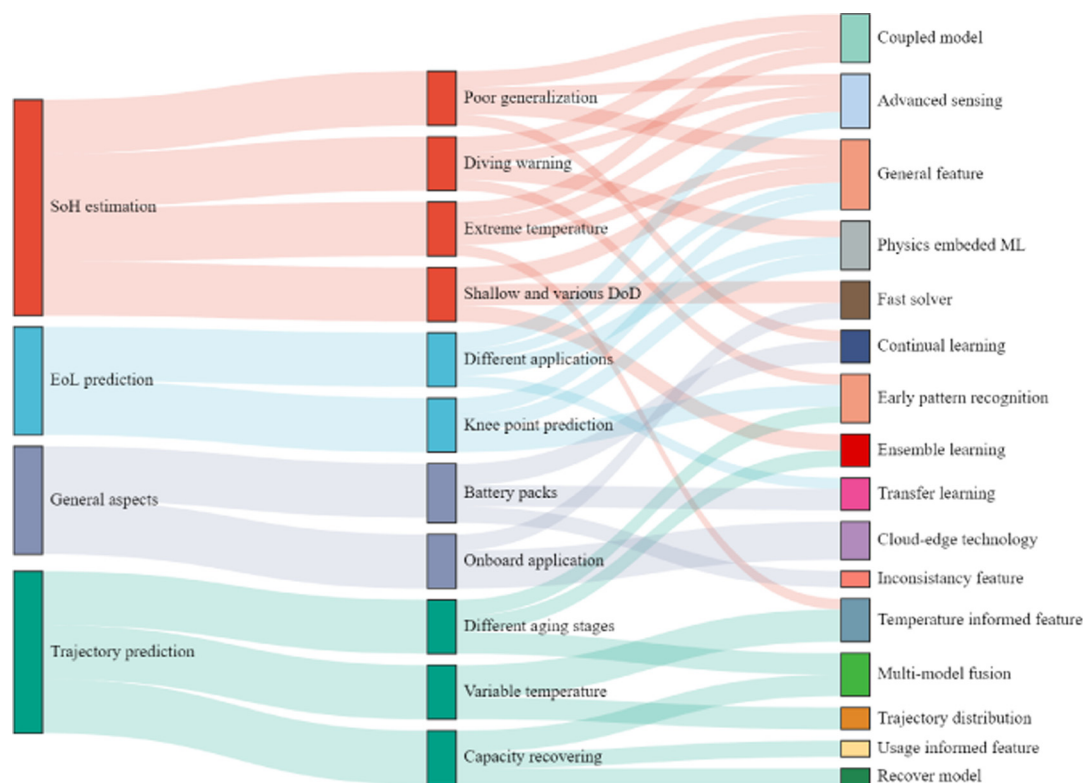 SoH estimation
EoL prediction
General aspects
Trajectory prediction
Poor generalization
Diving warning
Extreme temperature
Shallow and various DoD
Different applications
Knee point prediction
Battery packs
Onboard application
Different aging stages
Variable temperature
Capacity recovering
Coupled model
Advanced sensing
General feature
Physics embeded ML
Fast solver
Continual learning
Early pattern recognition
Ensemble learning
Transfer learning
Cloud-edge technology
Inconsistancy feature
Temperature informed feature
Multi-model fusion
Trajectory distribution
Usage informed feature
Recover model